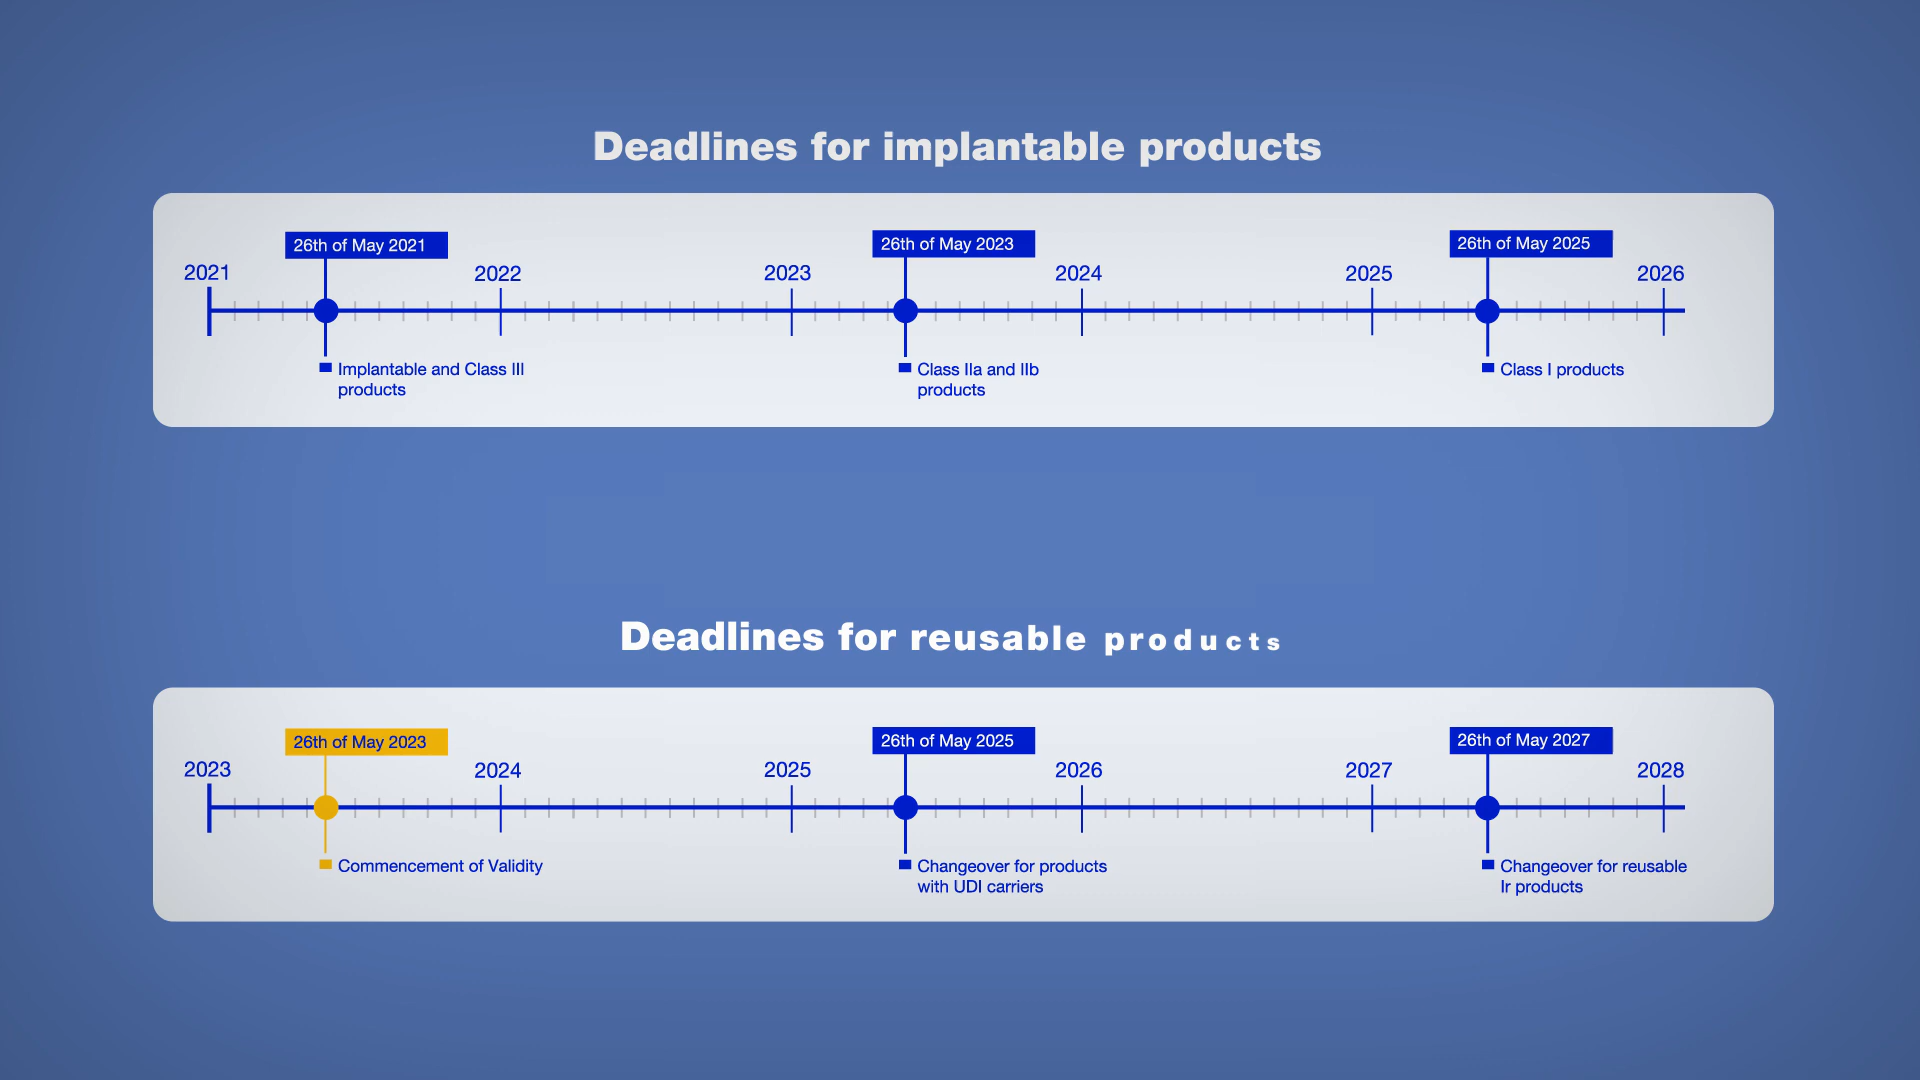 Deadlines for implantable products
26th of May 2021
26th of May 2023
26th of May 2025
2021
2022
2023
2024
2025
2026
Implantable and Class III
products
Class IIa and IIb
products
Class I products
Deadlines for reusable products
26th of May 2023
26th of May 2025
26th of May 2027
2023
2024
2025
2026
2027
2028
Commencement of Validity
Changeover for products
with UDI carriers
Changeover for reusable
Ir products